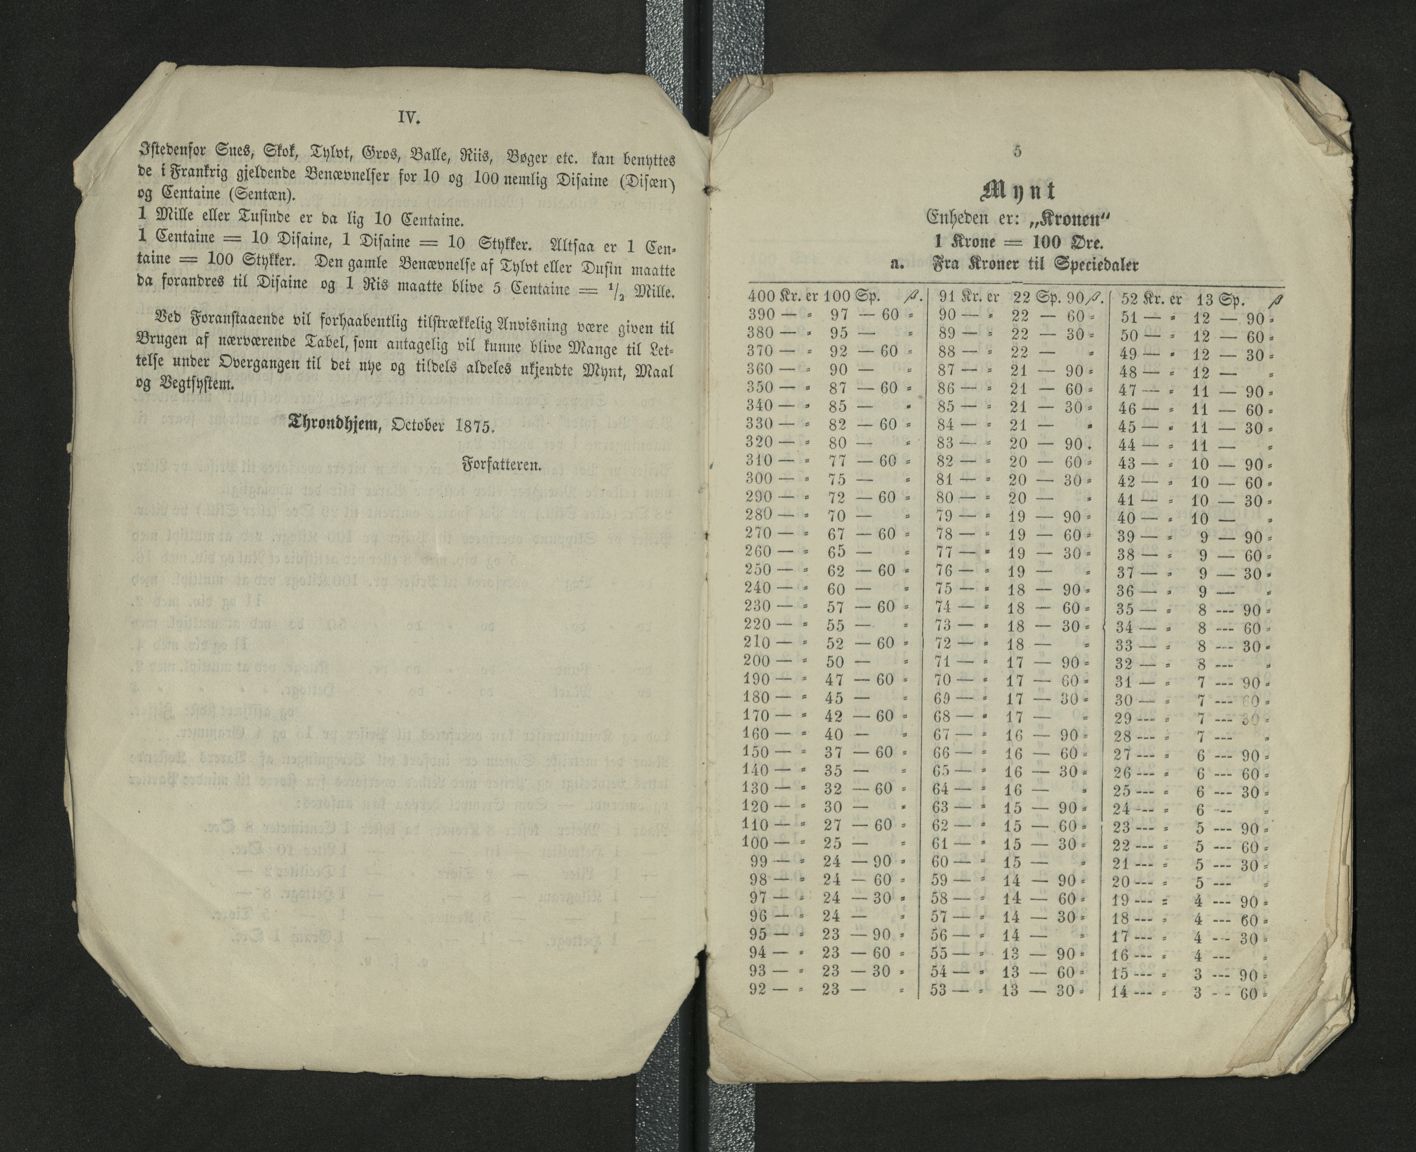 IV.
Istedenfor Snes, Skok, Tylvt, Gros, Balle, Riis, Bøger etc. kan benyttes
de i Frankrig gjeldende Benævnelser for 10 og 100 nemlig Disaine (Disæn)
og Centaine (Sentæn).
1 Mille eller Tusinde er da lig 10 Centaine.
1 Centaine = 10 Disaine, 1 Disaine = 10 Stykker. Altsaa er 1 Cen-
taine = 100 Stykker. Den gamle Benævnelse af Tylvt eller Dusin maatte
da forandres til Disaine og 1 Ris maatte blive 5 Centaine = 1/2 Mille.
Ved Foranstaaende vil forhaabentlig tilstrækkelig Anvisning være given til
Brugen af nærværende Tabel, som antagelig vil kunne blive Mange til Let-
telse under Overgangen til det nye og tildels aldeles ukjendte Mynt, Maal
og Vegtsystem.
Throndhjem, October 1875.
Forfatteren.
5
Mynt
Enheden er: „Kronen“
1 Krone = 100 Øre.
a. Fra Kroner til Speciedaler
400 Kr. er 100 Sp. ß.
390 — " 97 — 60 "
380 — " 95 — "
370 — " 92 — 60 "
360 — " 90 — "
350 — " 87 — 60 "
340 — " 85 — "
330 — " 82 — 60 "
320 — " 80 — "
310 — " 77 — 60 "
300 — " 75 — "
290 — " 72 — 60 "
280 — " 70 — "
270 — " 67 — 60 "
260 — " 65 — "
250 — " 62 — 60 "
240 — " 60 — "
230 — " 57 — 60 "
220 — " 55 — "
210 — " 52 — 60 "
200 — " 50 — "
190 — " 47 — 60 "
180 — " 45 — "
170 — " 42 — 60 "
160 — " 40 — "
150 — " 37 — 60 "
140 — " 35 — "
130 — " 32 — 60 "
120 — " 30 — "
110 — " 27 — 60 "
100 — " 25 — "
99 — " 24 — 90 "
98 — " 24 — 60 "
97 — " 24 — 30 "
96 — " 24 — "
95 — " 23 — 90 "
94 — " 23 — 60 "
93 — " 23 — 30 "
92 — " 23 — "
91 Kr. er 22 Sp. 90 ß.
90 — " 22 — 60 "
89 — " 22 — 30 "
88 — " 22 — "
87 — " 21 — 90 "
86 — " 21 — 60 "
85 — " 21 — 30 "
84 — " 21 — "
83 — " 20 — 90 .
82 — " 20 — 60 "
81 — " 20 — 30 "
80 — " 20 — "
79 — " 19 — 90 "
78 — " 19 — 60 "
77 — " 19 — 30 "
76 — " 19 — "
75 — " 18 — 90 "
74 — " 18 — 60 "
73 — " 18 — 30 "
72 — " 18 — "
71 — " 17 — 90 "
70 — " 17 — 60 "
69 — " 17 — 30 "
68 — " 17 — "
67 — " 16 — 90 "
66 — " 16 — 60 "
65 — " 16 — 30 "
64 — " 16 — "
63 — " 15 — 90 "
62 — " 15 — 60 "
61 — " 15 — 30 "
60 — " 15 — "
59 — " 14 — 90 "
58 — " 14 — 60 "
57 — " 14 — 30 "
56 — " 14 — "
55 — " 13 — 90 "
54 — " 13 — 60 "
53 — " 13 — 30 "
52 Kr. er 13 Sp. ß
51 — " 12 — 90 "
50 — " 12 — 60 "
49 — " 12 — 30 "
48 — " 12 — "
47 — " 11 — 90 "
46 — " 11 — 60 "
45 — " 11 — 30 "
44 — " 11 — "
43 — " 10 — 90 "
42 — " 10 — 60 "
41 — " 10 — 30 "
40 — " 10 — "
39 — " 9 — 90 "
38 — " 9 — 60 "
37 — " 9 — 30 "
36 — " 9 — "
35 — " 8 — 90 "
34 — " 8 — 60 "
33 — " 8 — 30 "
32 — " 8 — "
31 — " 7 — 90 "
30 — " 7 — 60 "
29 — " 7 — 30 "
28 — " 7 — "
27 — " 6 — 90 "
26 — " 6 — 60 "
25 — " 6 — 30 "
24 — " 6 — "
23 — " 5 — 90 "
22 — " 5 — 60 "
21 — " 5 — 30 "
20 — " 5 — "
19 — " 4 — 90 "
18 — " 4 — 60 "
17 — " 4 — 30 "
16 — " 4 — "
15 — " 3 — 90 "
14 — " 3 — 60 "